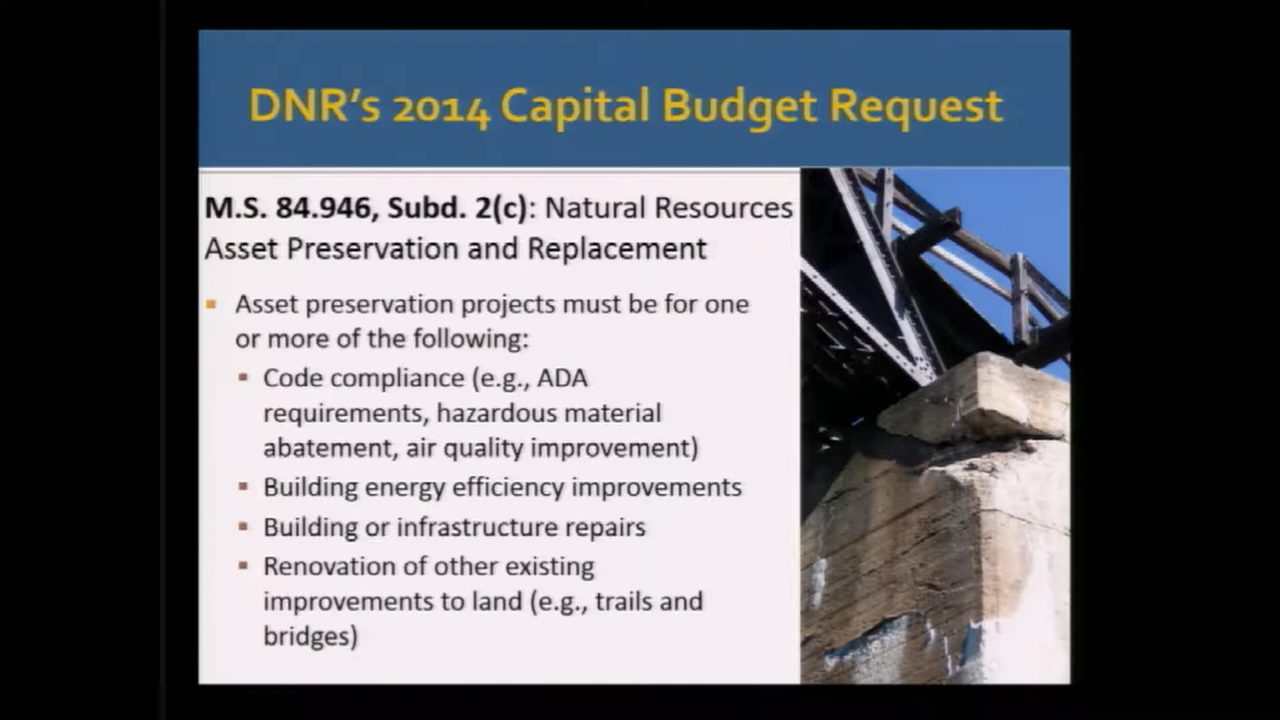 DNR's 2014 Capital Budget Request
M.S. 84.946, Subd. 2(c): Natural Resources
Asset Preservation and Replacement
Asset preservation projects must be for one
or more of the following:
Code compliance (e.g., ADA
requirements, hazardous material
abatement, air quality improvement)
Building energy efficiency improvements
Building or infrastructure repairs
Renovation of other existing
improvements to land (e.g., trails and
bridges)